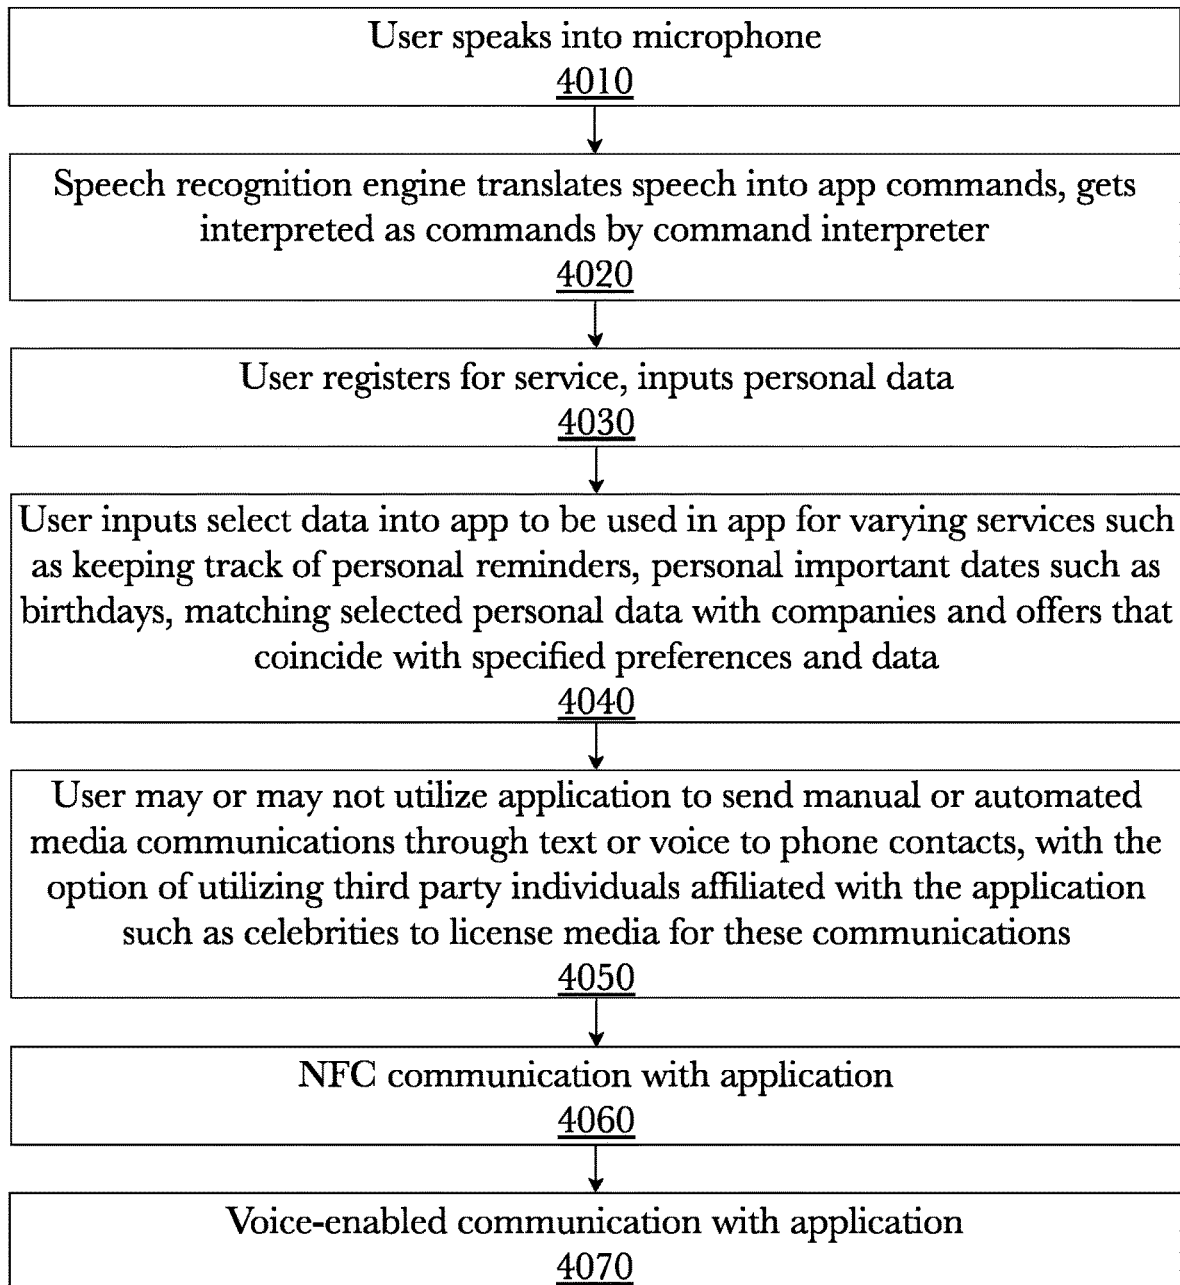 User speaks into microphone
4010
Speech recognition engine translates speech into app commands, gets
interpreted as commands by command interpreter
4020
User registers for service, inputs personal data
4030
User inputs select data into app to be used in app for varying services such
as keeping track of personal reminders, personal important dates such as
birthdays, matching selected personal data with companies and offers that
coincide with specified preferences and data
4040
User may or may not utilize application to send manual or automated
media communications through text or voice to phone contacts, with the
option of utilizing third party individuals affiliated with the application
such as celebrities to license media for these communications
4050
NFC communication with application
4060
Voice-enabled communication with application
4070